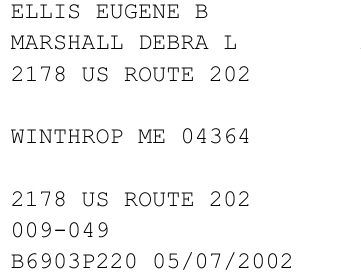 ELLIS EUGENE B
MARSHALL DEBRA L
2178 US ROUTE 202
WINTHROP ME 04364
2178 US ROUTE 202
009-049
B6903P220 05/07/2002